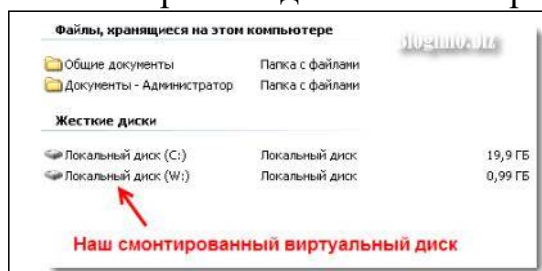 Файлы, хранящиеся на этом компьютере
Общие документы Папка с файлами
Документы - Администратор Папка с файлами
Жесткие диски
Локальный диск (C:) Локальный диск 19,9 ГБ
Локальный диск (W:) Локальный диск 0,99 ГБ
Наш смонтированный виртуальный диск